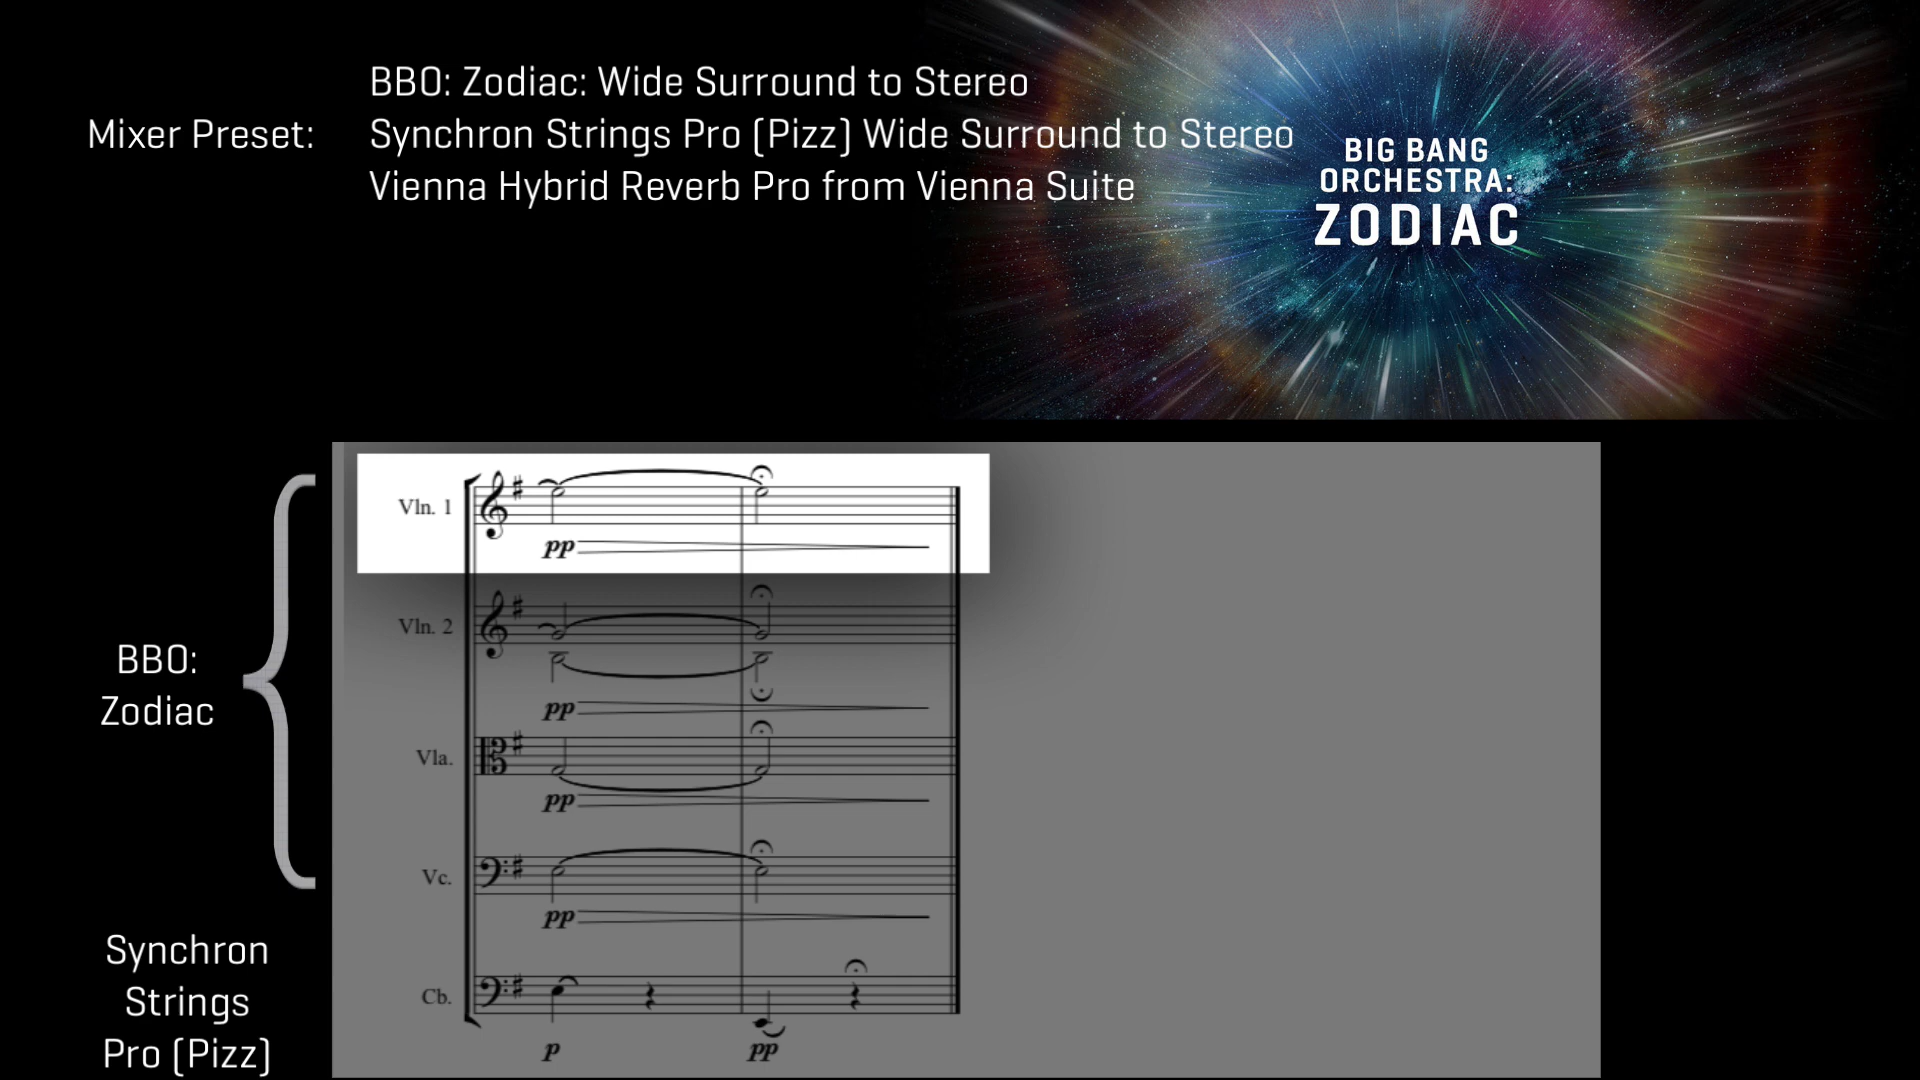 BBO: Zodiac: Wide Surround to Stereo
Mixer Preset: Synchron Strings Pro (Pizz) Wide Surround to Stereo
Vienna Hybrid Reverb Pro from Vienna Suite
BIG BANG
ORCHESTRA:
ZODIAC
Vln. 1
pp
Vln. 2
pp
Vla.
pp
Vc.
pp
Cb.
p pp
BBO:
Zodiac
Synchron
Strings
Pro (Pizz)